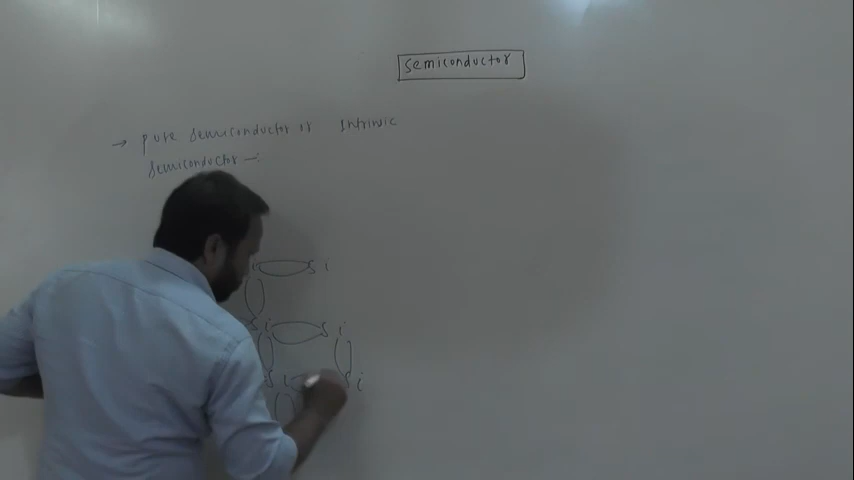 Semiconductor
→ pure semiconductor or Intrinsic
Semiconductor -:
i Si
Si Si
Si Si